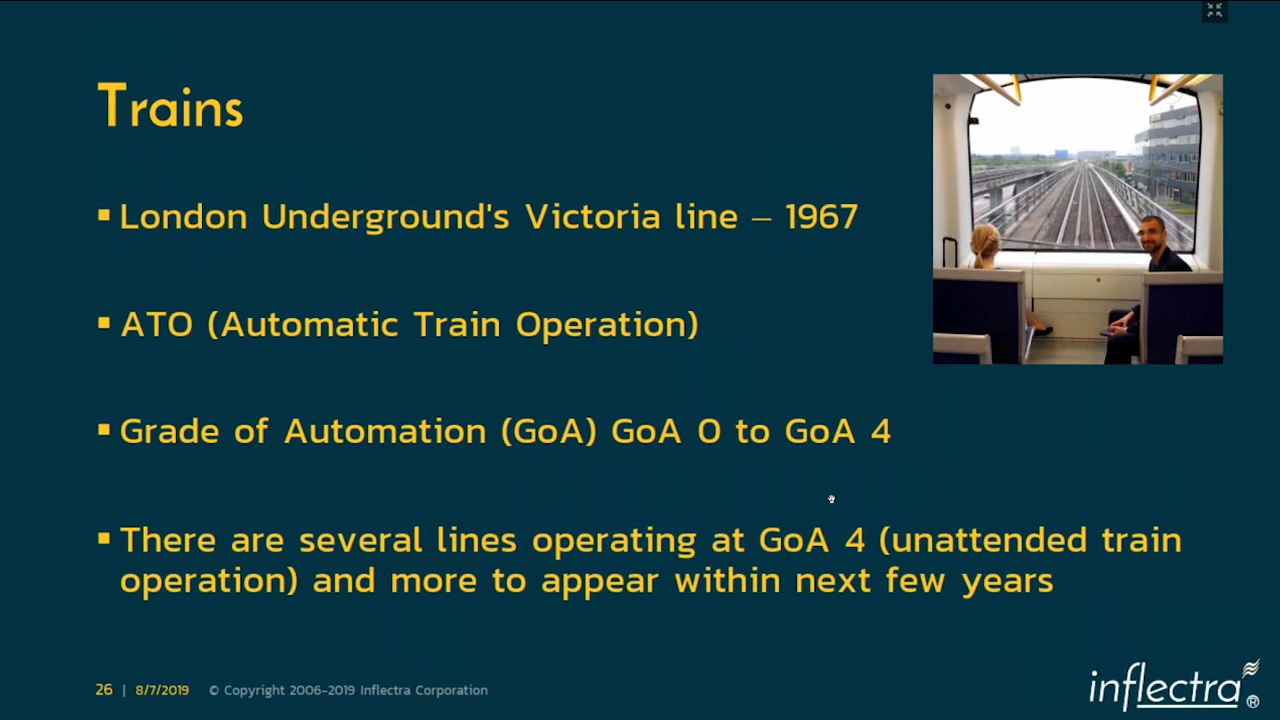 Trains
▪ London Underground's Victoria line – 1967
▪ ATO (Automatic Train Operation)
▪ Grade of Automation (GoA) GoA 0 to GoA 4
▪ There are several lines operating at GoA 4 (unattended train
operation) and more to appear within next few years
26 | 8/7/2019 © Copyright 2006-2019 Inflectra Corporation
inflectra®